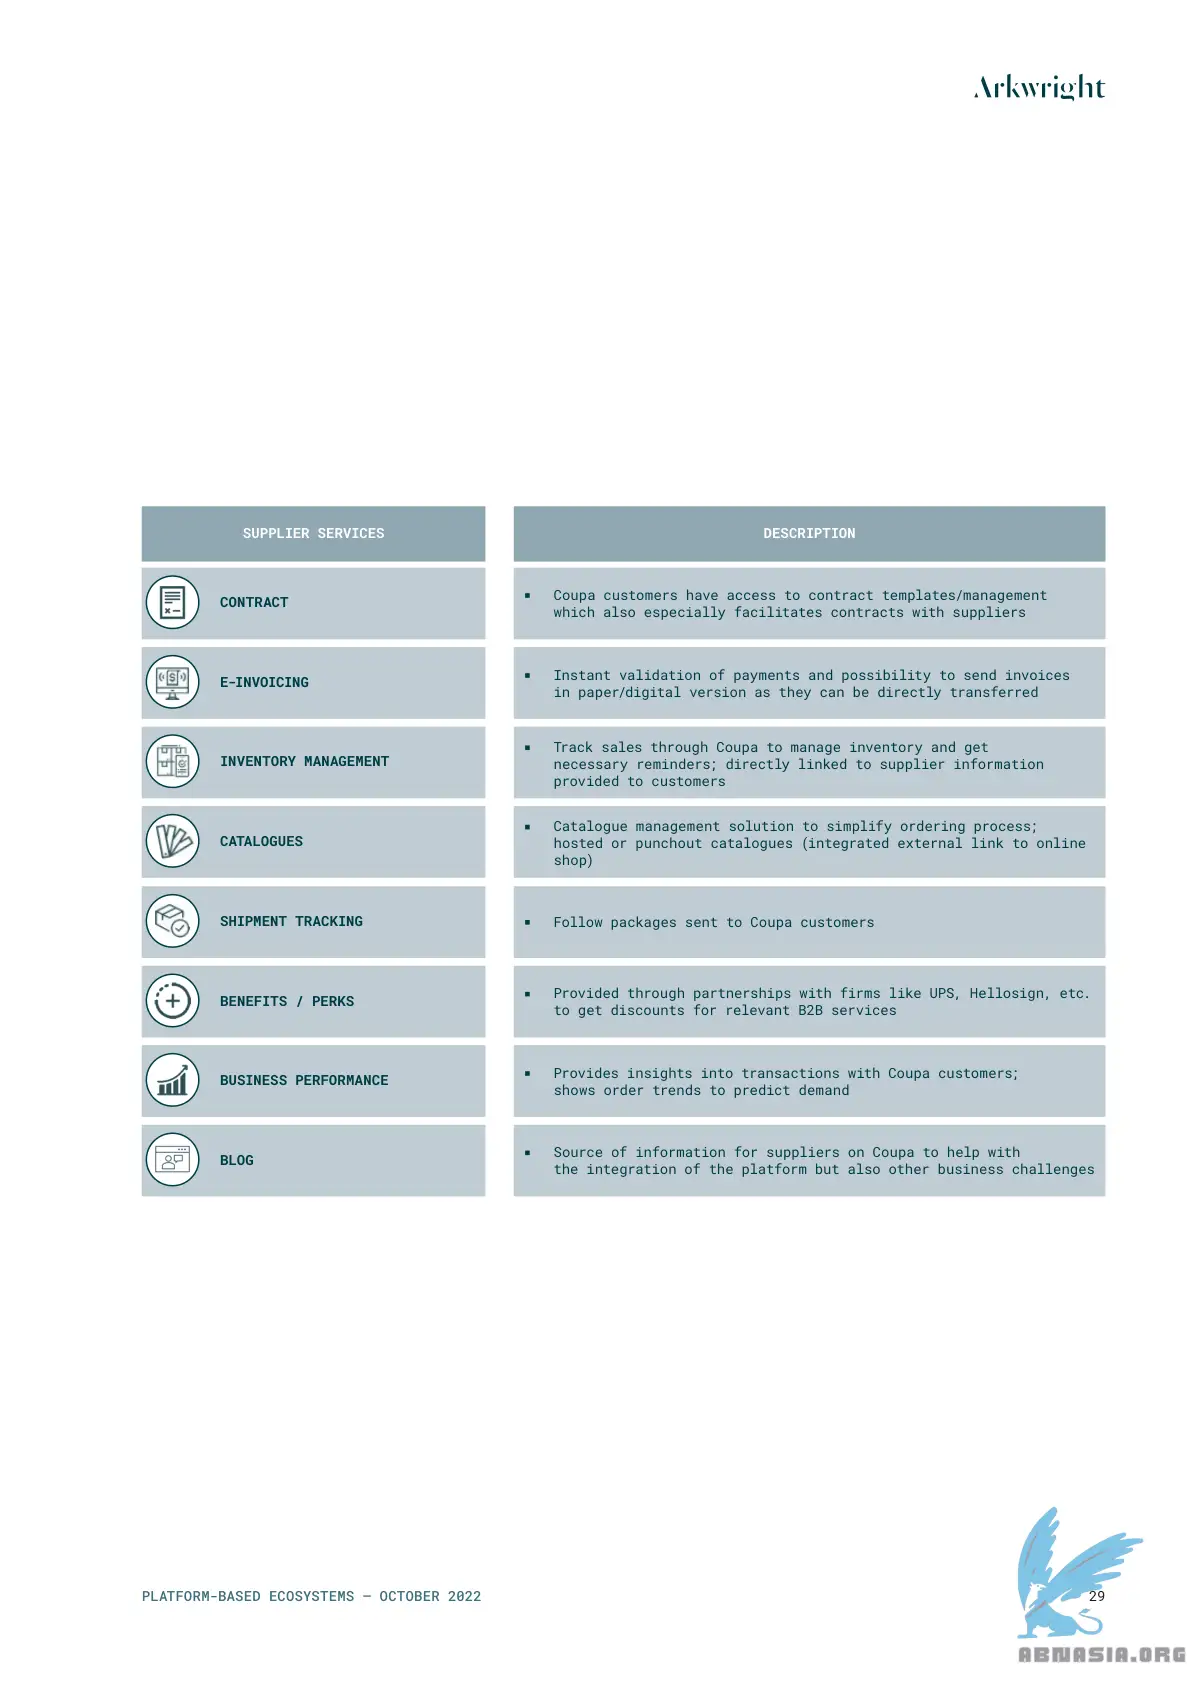 Arkwright
SUPPLIER SERVICES
DESCRIPTION
CONTRACT
▪ Coupa customers have access to contract templates/management
which also especially facilitates contracts with suppliers
E-INVOICING
▪ Instant validation of payments and possibility to send invoices
in paper/digital version as they can be directly transferred
INVENTORY MANAGEMENT
▪ Track sales through Coupa to manage inventory and get
necessary reminders; directly linked to supplier information
provided to customers
CATALOGUES
▪ Catalogue management solution to simplify ordering process;
hosted or punchout catalogues (integrated external link to online
shop)
SHIPMENT TRACKING
▪ Follow packages sent to Coupa customers
BENEFITS / PERKS
▪ Provided through partnerships with firms like UPS, Hellosign, etc.
to get discounts for relevant B2B services
BUSINESS PERFORMANCE
▪ Provides insights into transactions with Coupa customers;
shows order trends to predict demand
BLOG
▪ Source of information for suppliers on Coupa to help with
the integration of the platform but also other business challenges
PLATFORM-BASED ECOSYSTEMS — OCTOBER 2022
29
ABNASIA.ORG